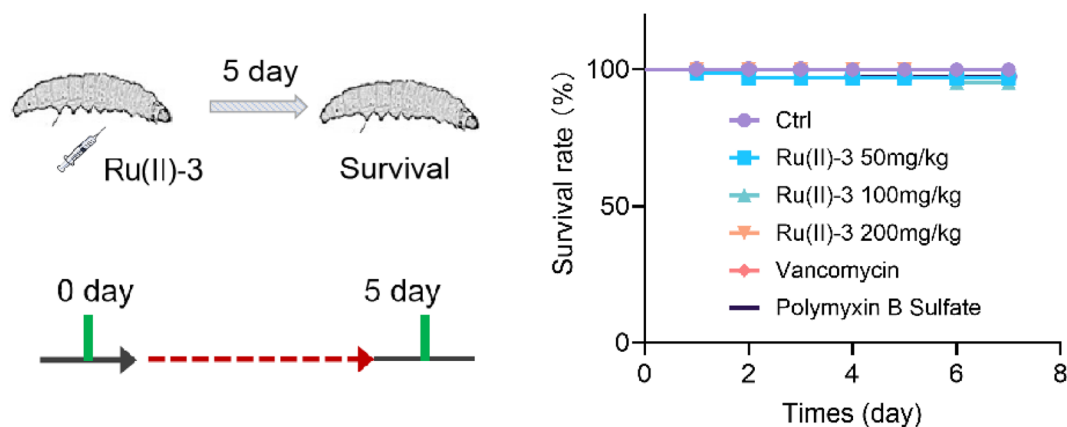 5 day
Ru(II)-3
Survival
0 day
5 day
Survival rate (%)
100
50
0
Ctrl
Ru(II)-3 50mg/kg
Ru(II)-3 100mg/kg
Ru(II)-3 200mg/kg
Vancomycin
Polymyxin B Sulfate
0
2
4
6
8
Times (day)